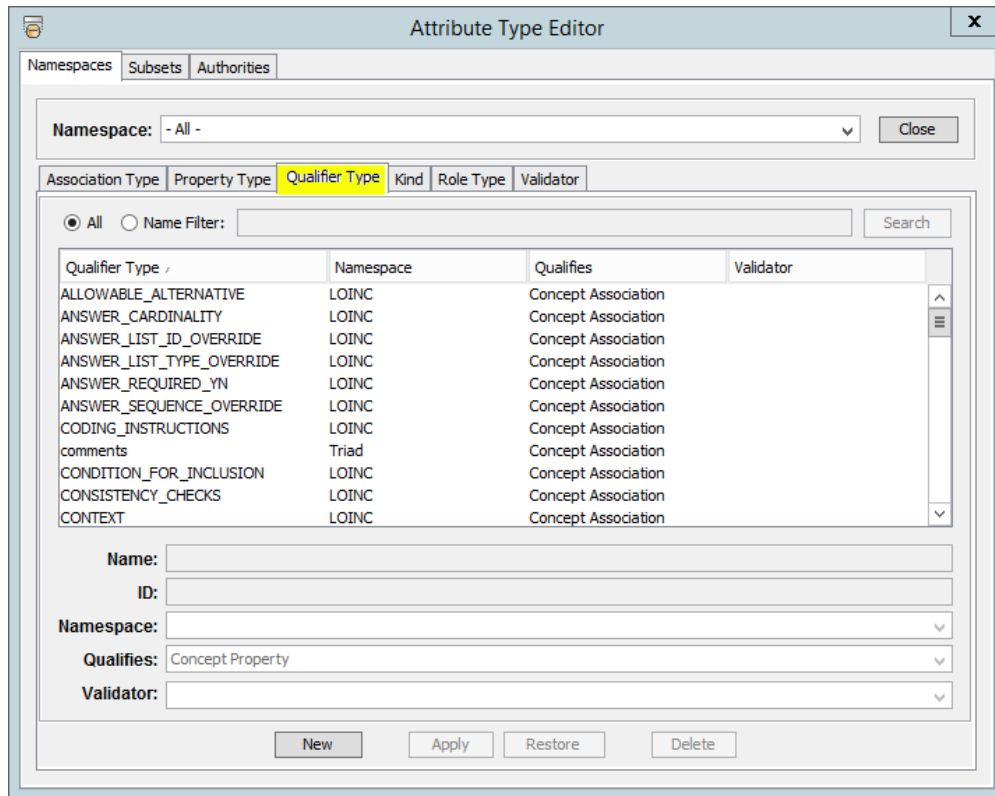 Attribute Type Editor x
Namespaces Subsets Authorities
Namespace: - All - Close
Association Type Property Type Qualifier Type Kind Role Type Validator
All Name Filter: Search
Qualifier Type Namespace Qualifies Validator
ALLOWABLE_ALTERNATIVE LOINC Concept Association
ANSWER_CARDINALITY LOINC Concept Association
ANSWER_LIST_ID_OVERRIDE LOINC Concept Association
ANSWER_LIST_TYPE_OVERRIDE LOINC Concept Association
ANSWER_REQUIRED_YN LOINC Concept Association
ANSWER_SEQUENCE_OVERRIDE LOINC Concept Association
CODING_INSTRUCTIONS LOINC Concept Association
comments Triad Concept Association
CONDITION_FOR_INCLUSION LOINC Concept Association
CONSISTENCY_CHECKS LOINC Concept Association
CONTEXT LOINC Concept Association
Name:
ID:
Namespace:
Qualifies: Concept Property
Validator:
New Apply Restore Delete